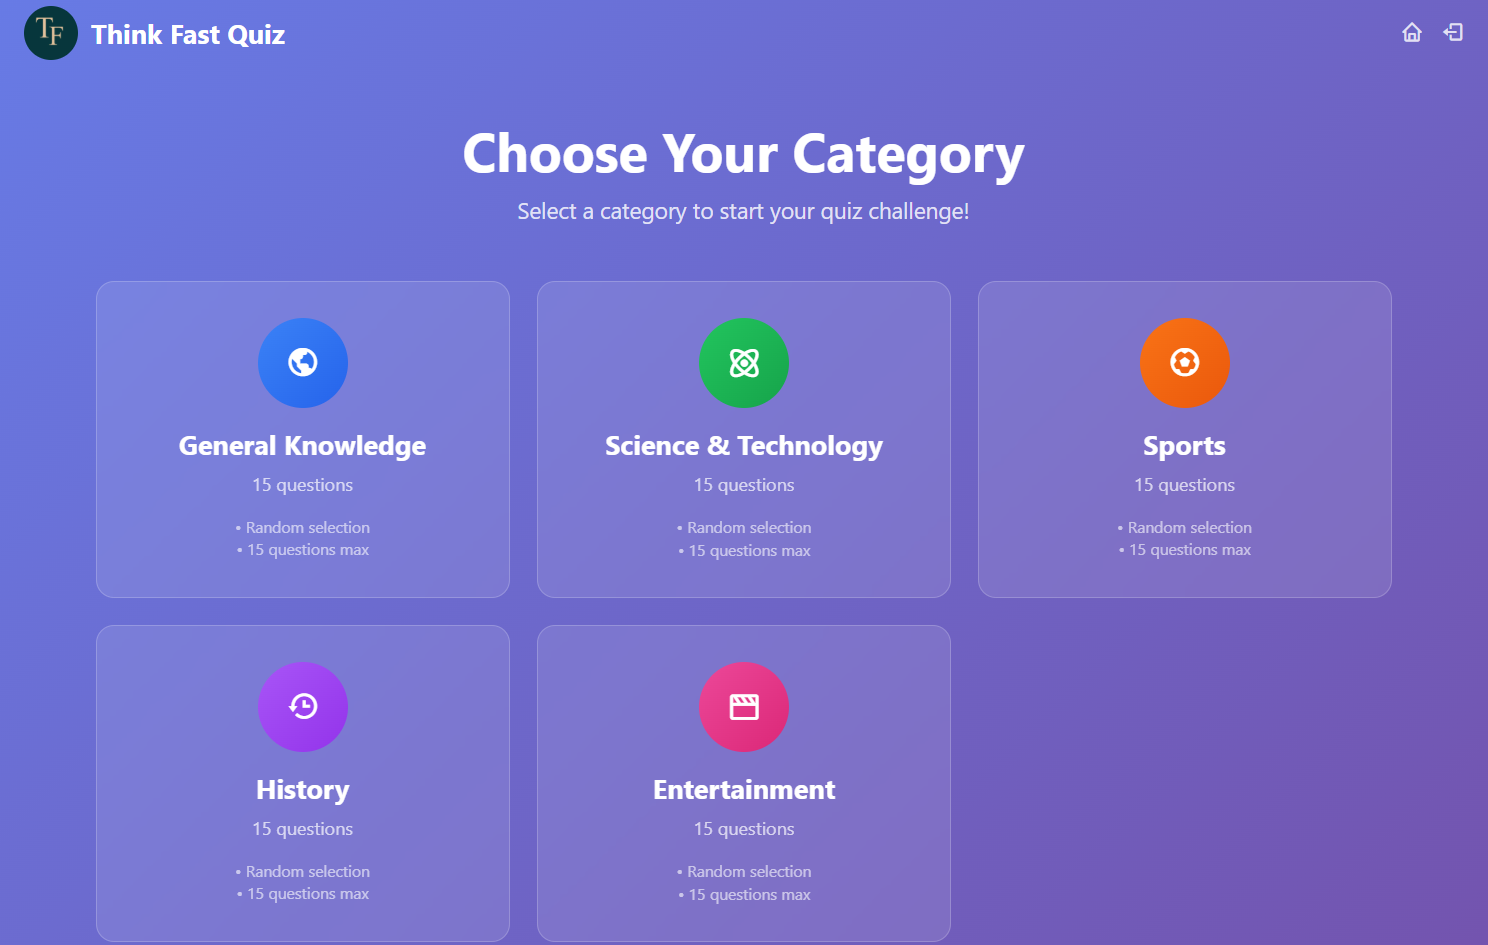 TF
Think Fast Quiz
Choose Your Category
Select a category to start your quiz challenge!
General Knowledge
15 questions
• Random selection
• 15 questions max
Science & Technology
15 questions
• Random selection
• 15 questions max
Sports
15 questions
• Random selection
• 15 questions max
History
15 questions
• Random selection
• 15 questions max
Entertainment
15 questions
• Random selection
• 15 questions max